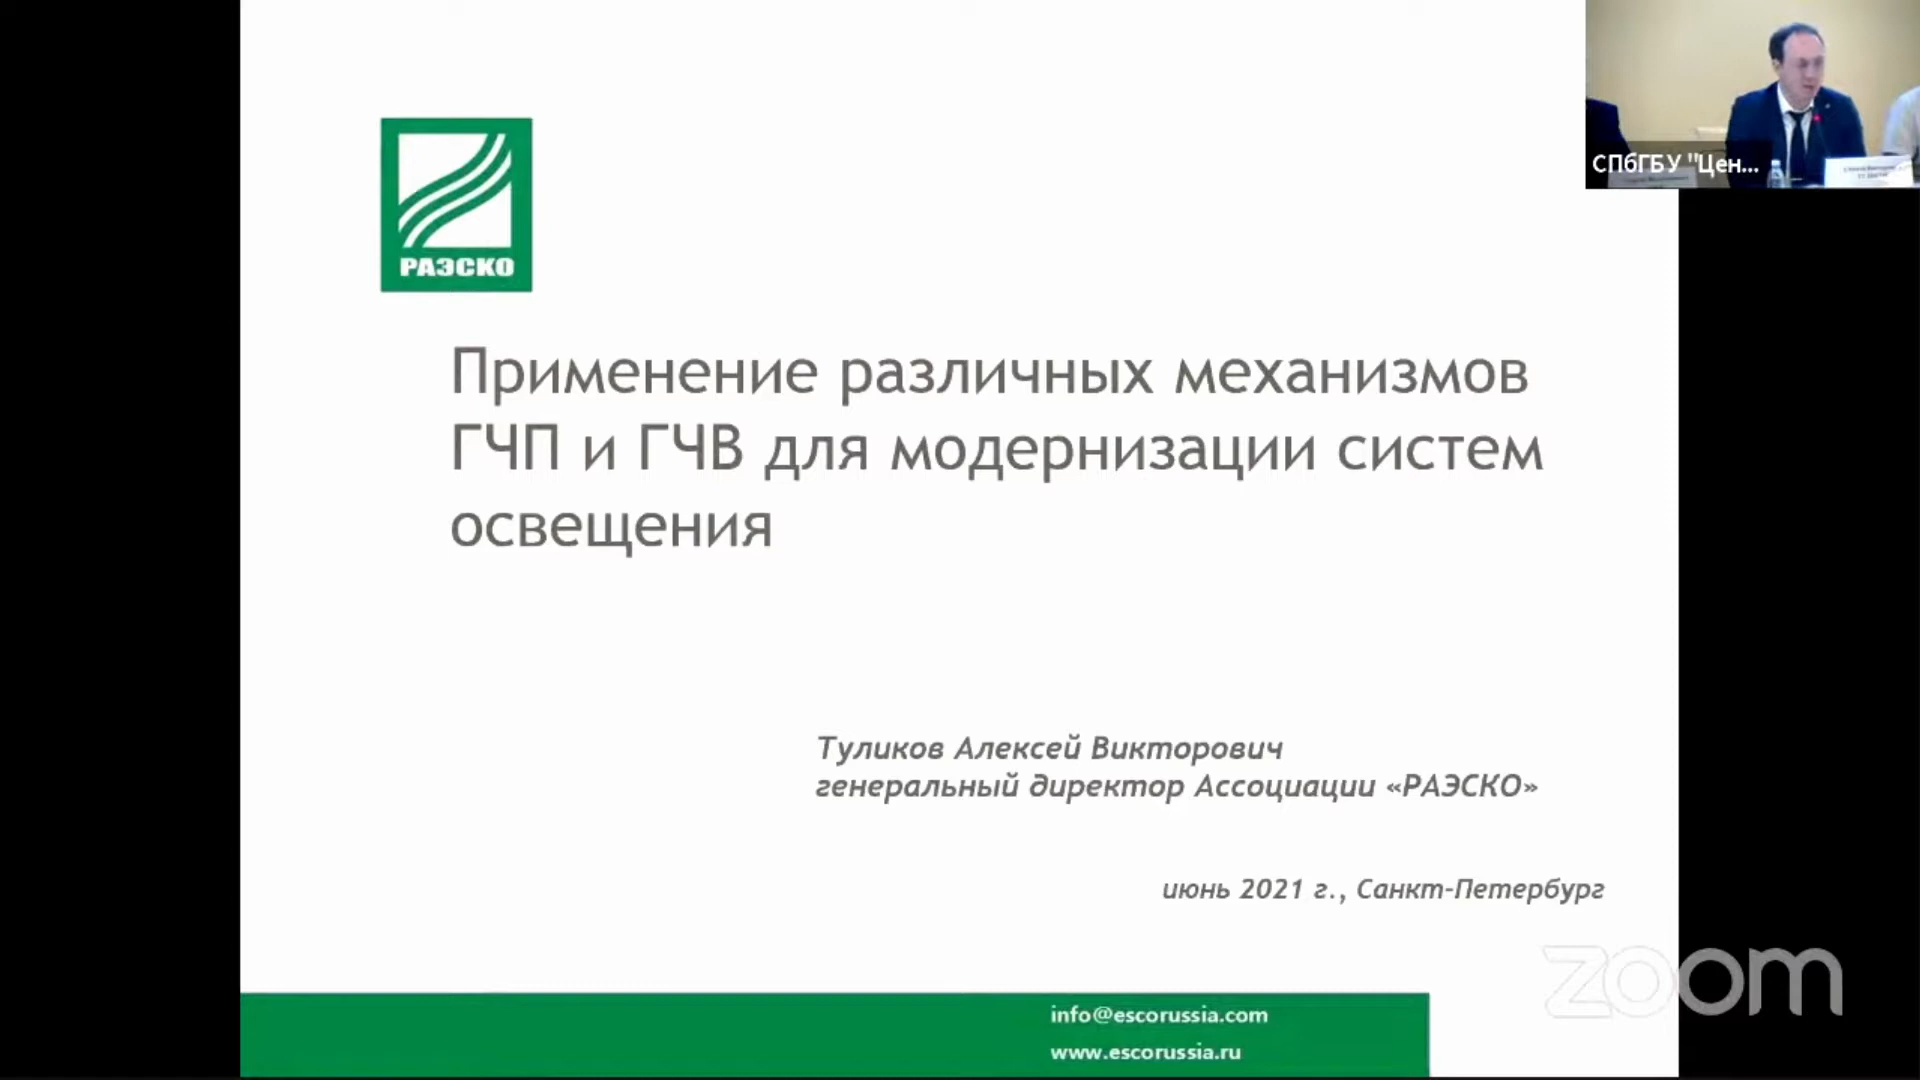 РАЭСКО
Применение различных механизмов
ГЧП и ГЧВ для модернизации систем
освещения
Туликов Алексей Викторович
генеральный директор Ассоциации «РАЭСКО»
июнь 2021 г., Санкт-Петербург
info@escorussia.com
www.escorussia.ru
СПбГБУ "Цен...
zoom